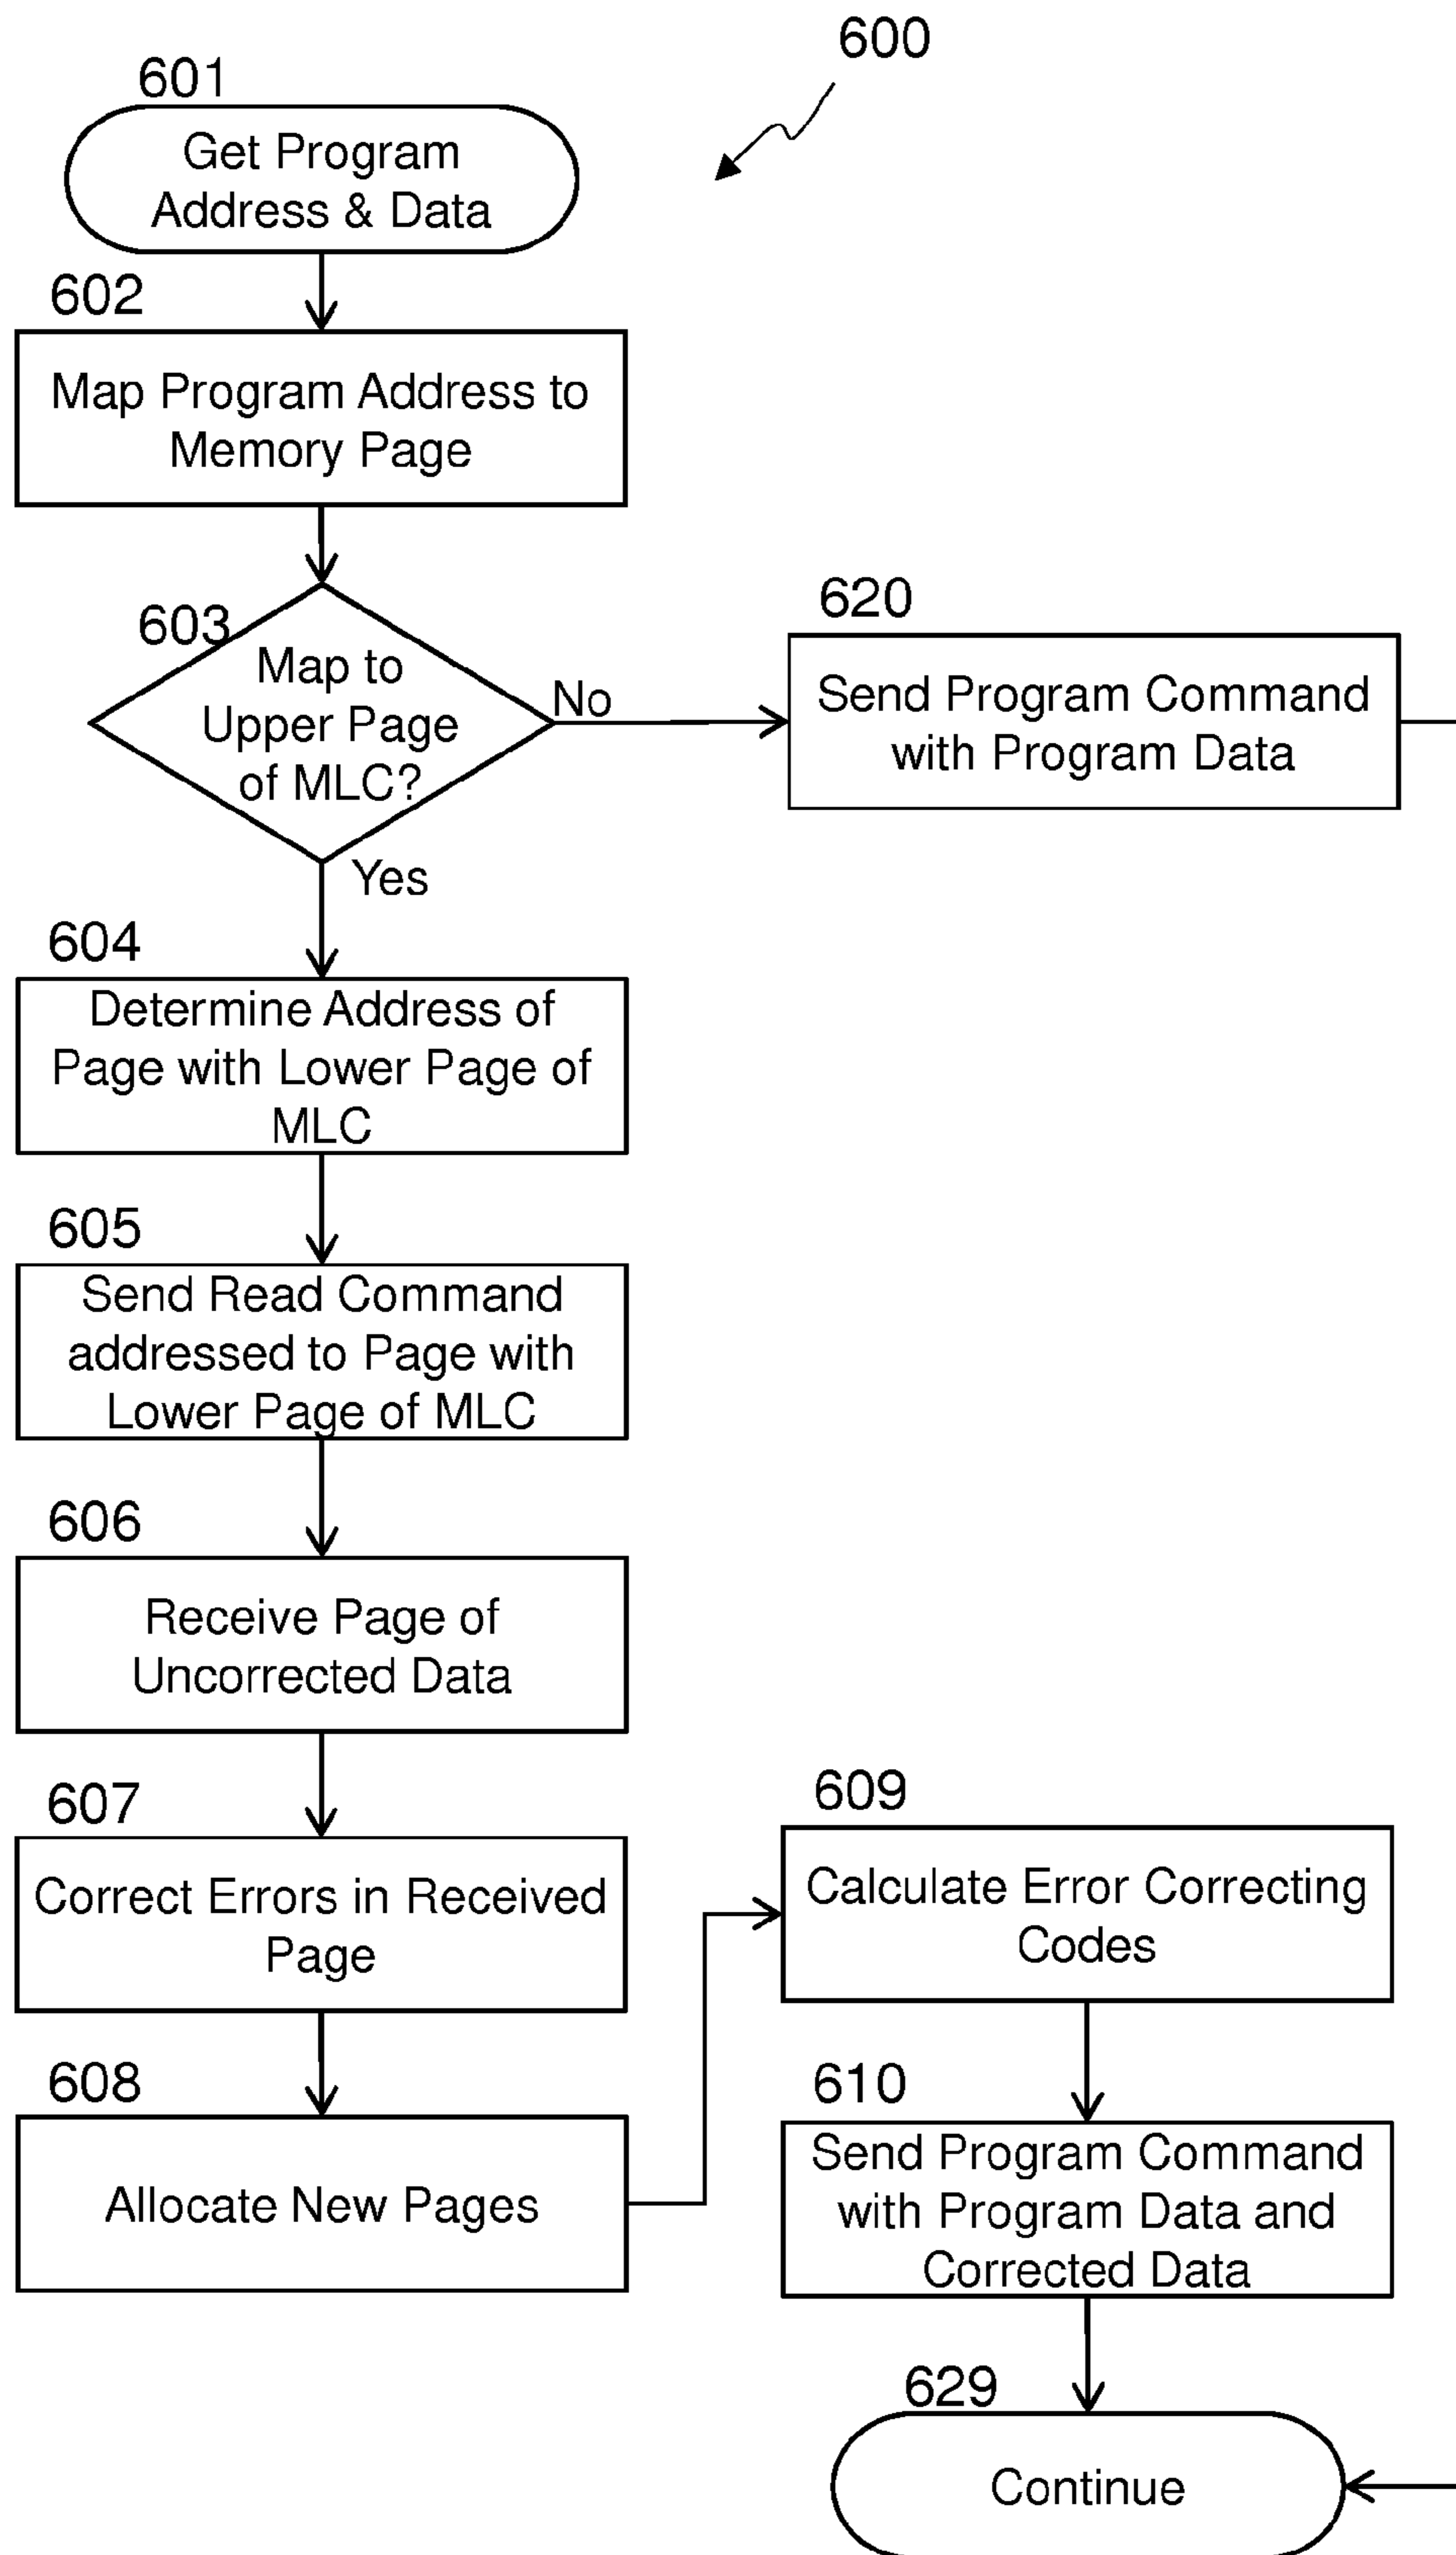 600
601
Get Program
Address & Data
602
Map Program Address to
Memory Page
603
Map to
Upper Page
of MLC?
No
Yes
620
Send Program Command
with Program Data
604
Determine Address of
Page with Lower Page of
MLC
605
Send Read Command
addressed to Page with
Lower Page of MLC
606
Receive Page of
Uncorrected Data
607
Correct Errors in Received
Page
608
Allocate New Pages
609
Calculate Error Correcting
Codes
610
Send Program Command
with Program Data and
Corrected Data
629
Continue